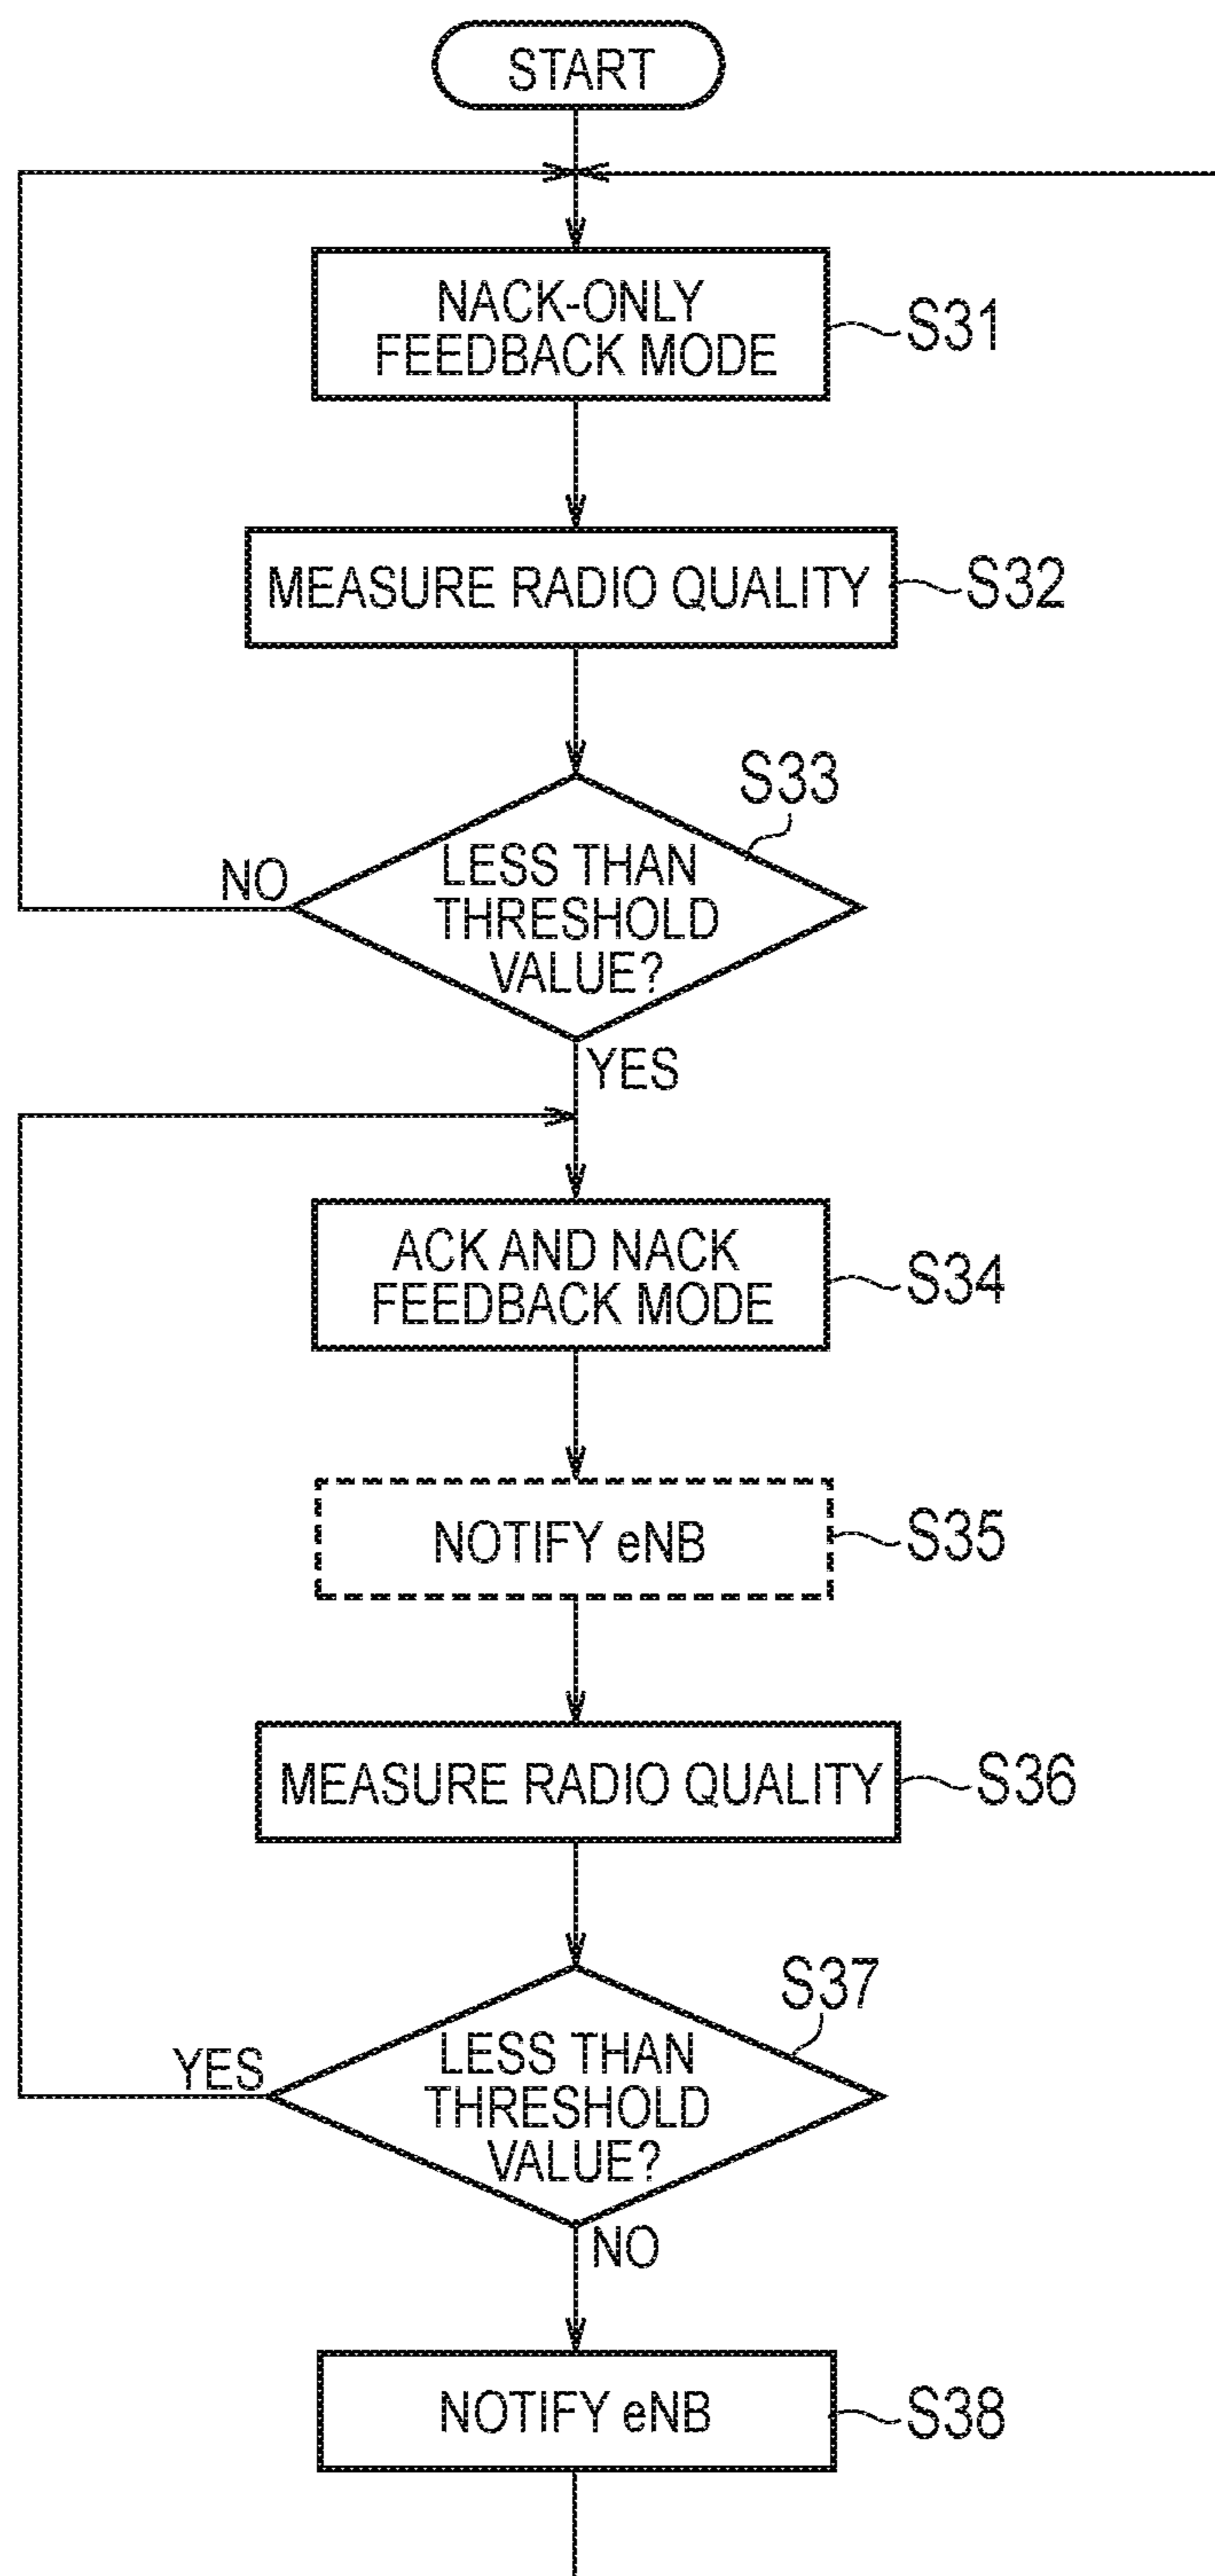 START
NACK-ONLY
FEEDBACK MODE
S31
MEASURE RADIO QUALITY
S32
S33
LESS THAN
THRESHOLD
VALUE?
NO
YES
ACK AND NACK
FEEDBACK MODE
S34
NOTIFY eNB
S35
MEASURE RADIO QUALITY
S36
S37
LESS THAN
THRESHOLD
VALUE?
YES
NO
NOTIFY eNB
S38